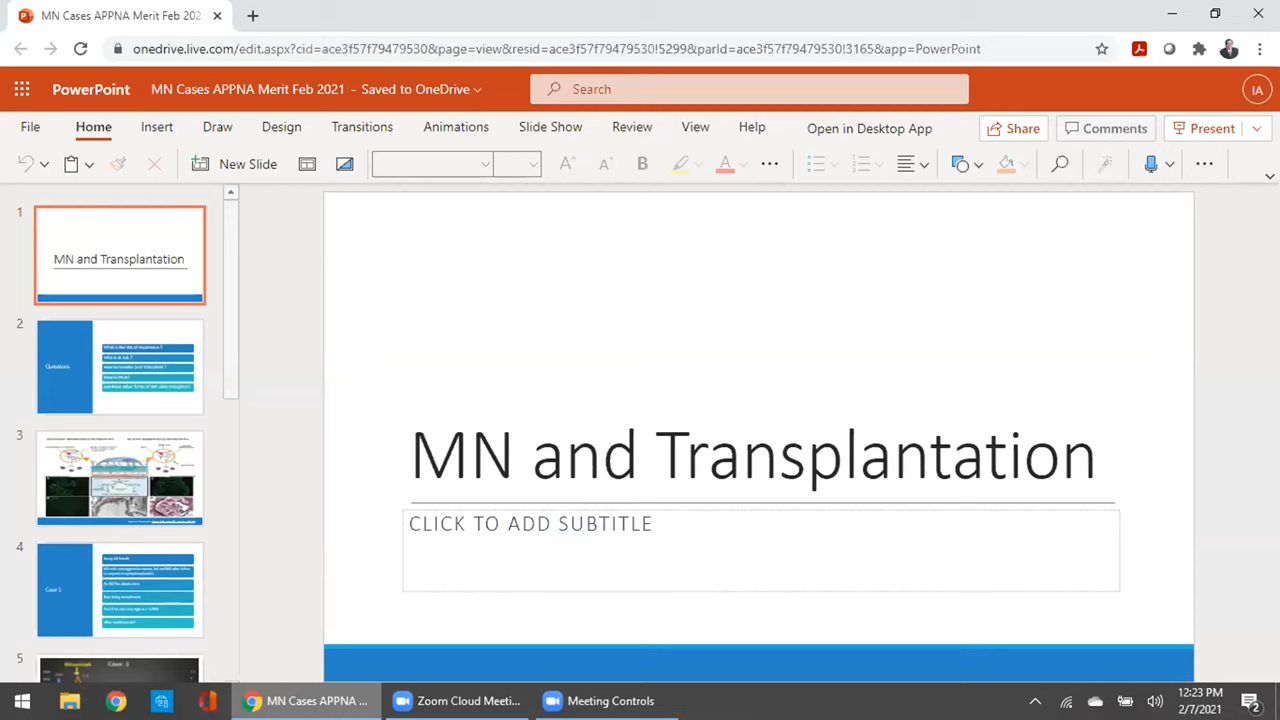 MN Cases APPNA Merit Feb 202
onedrive.live.com/edit.aspx?cid=ace3f57f79479530&page=view&resid=ace3f57f79479530!5299&parId=ace3f57f79479530!3165&app=PowerPoint
PowerPoint MN Cases APPNA Merit Feb 2021 - Saved to OneDrive Search IA
File Home Insert Draw Design Transitions Animations Slide Show Review View Help Open in Desktop App Share Comments Present
New Slide
1
MN and Transplantation
2
Questions
3
4
Case 1
5
MN and Transplantation
CLICK TO ADD SUBTITLE
MN Cases APPNA ... Zoom Cloud Meeti... Meeting Controls
12:23 PM
2/7/2021
2